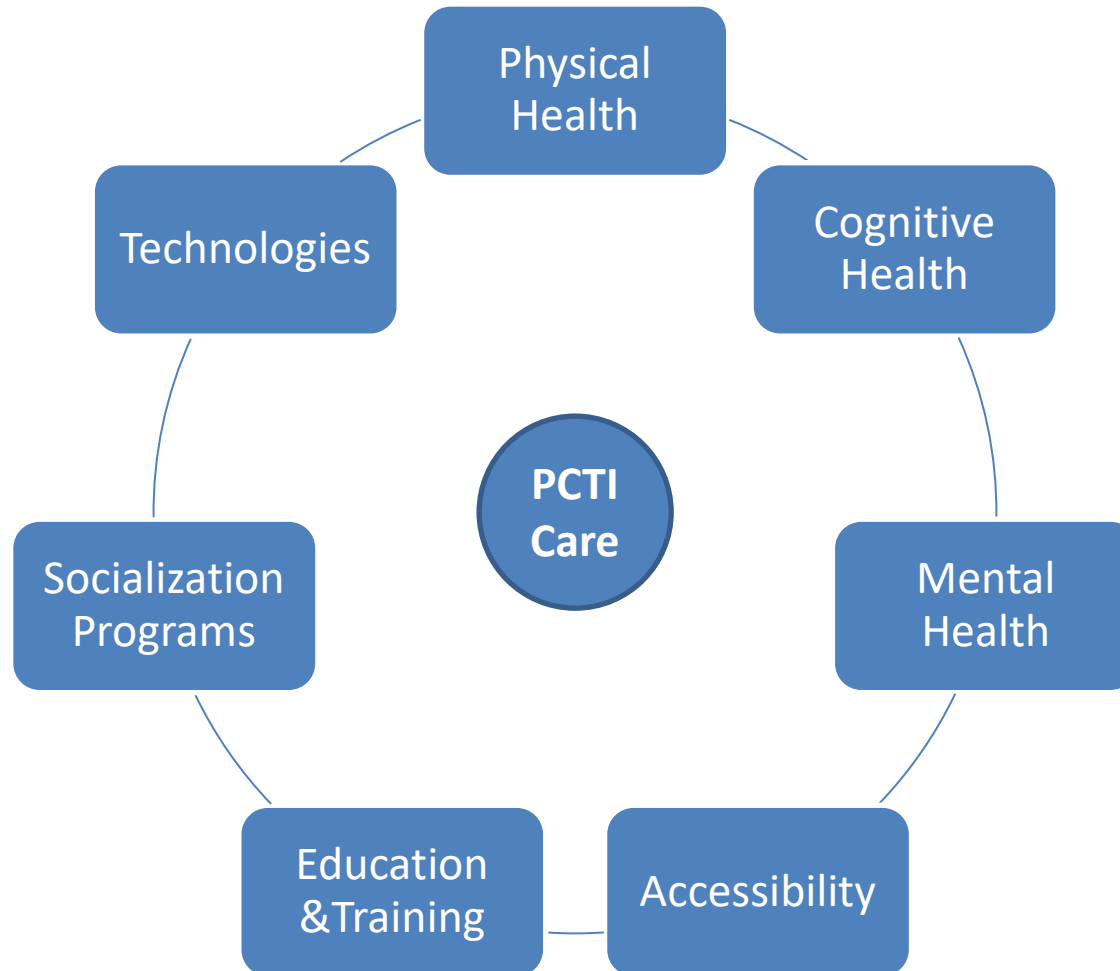 Physical
Health
Cognitive
Health
Mental
Health
Accessibility
Education
&Training
Socialization
Programs
Technologies
PCTI
Care